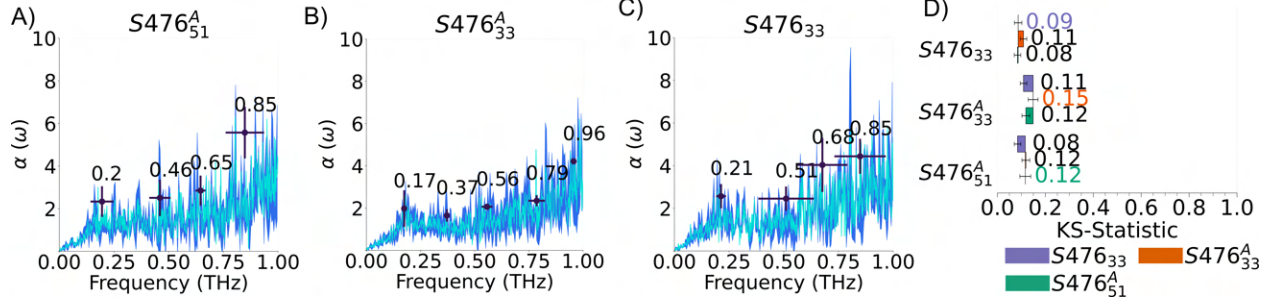 A)
S476^A_51
10
8
6
4
2
α (ω)
0.2
0.46
0.65
0.85
0.00 0.25 0.50 0.75 1.00
Frequency (THz)
B)
S476^A_33
10
8
6
4
2
α (ω)
0.17
0.37
0.56
0.79
0.96
0.00 0.25 0.50 0.75 1.00
Frequency (THz)
C)
S476_33
10
8
6
4
2
α (ω)
0.21
0.51
0.68
0.85
0.00 0.25 0.50 0.75 1.00
Frequency (THz)
D)
S476_33
0.09
0.11
0.08
S476^A_33
0.11
0.15
0.12
S476^A_51
0.08
0.12
0.12
0.0 0.2 0.4 0.6 0.8 1.0
KS-Statistic
S476_33 S476^A_33
S476^A_51